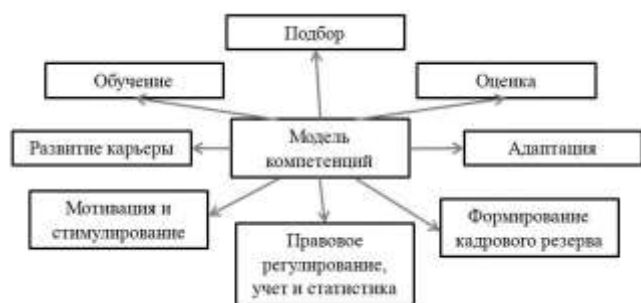 Подбор
Обучение
Оценка
Модель
компетенций
Развитие карьеры
Адаптация
Мотивация и
стимулирование
Правовое
регулирование,
учет и статистика
Формирование
кадрового резерва